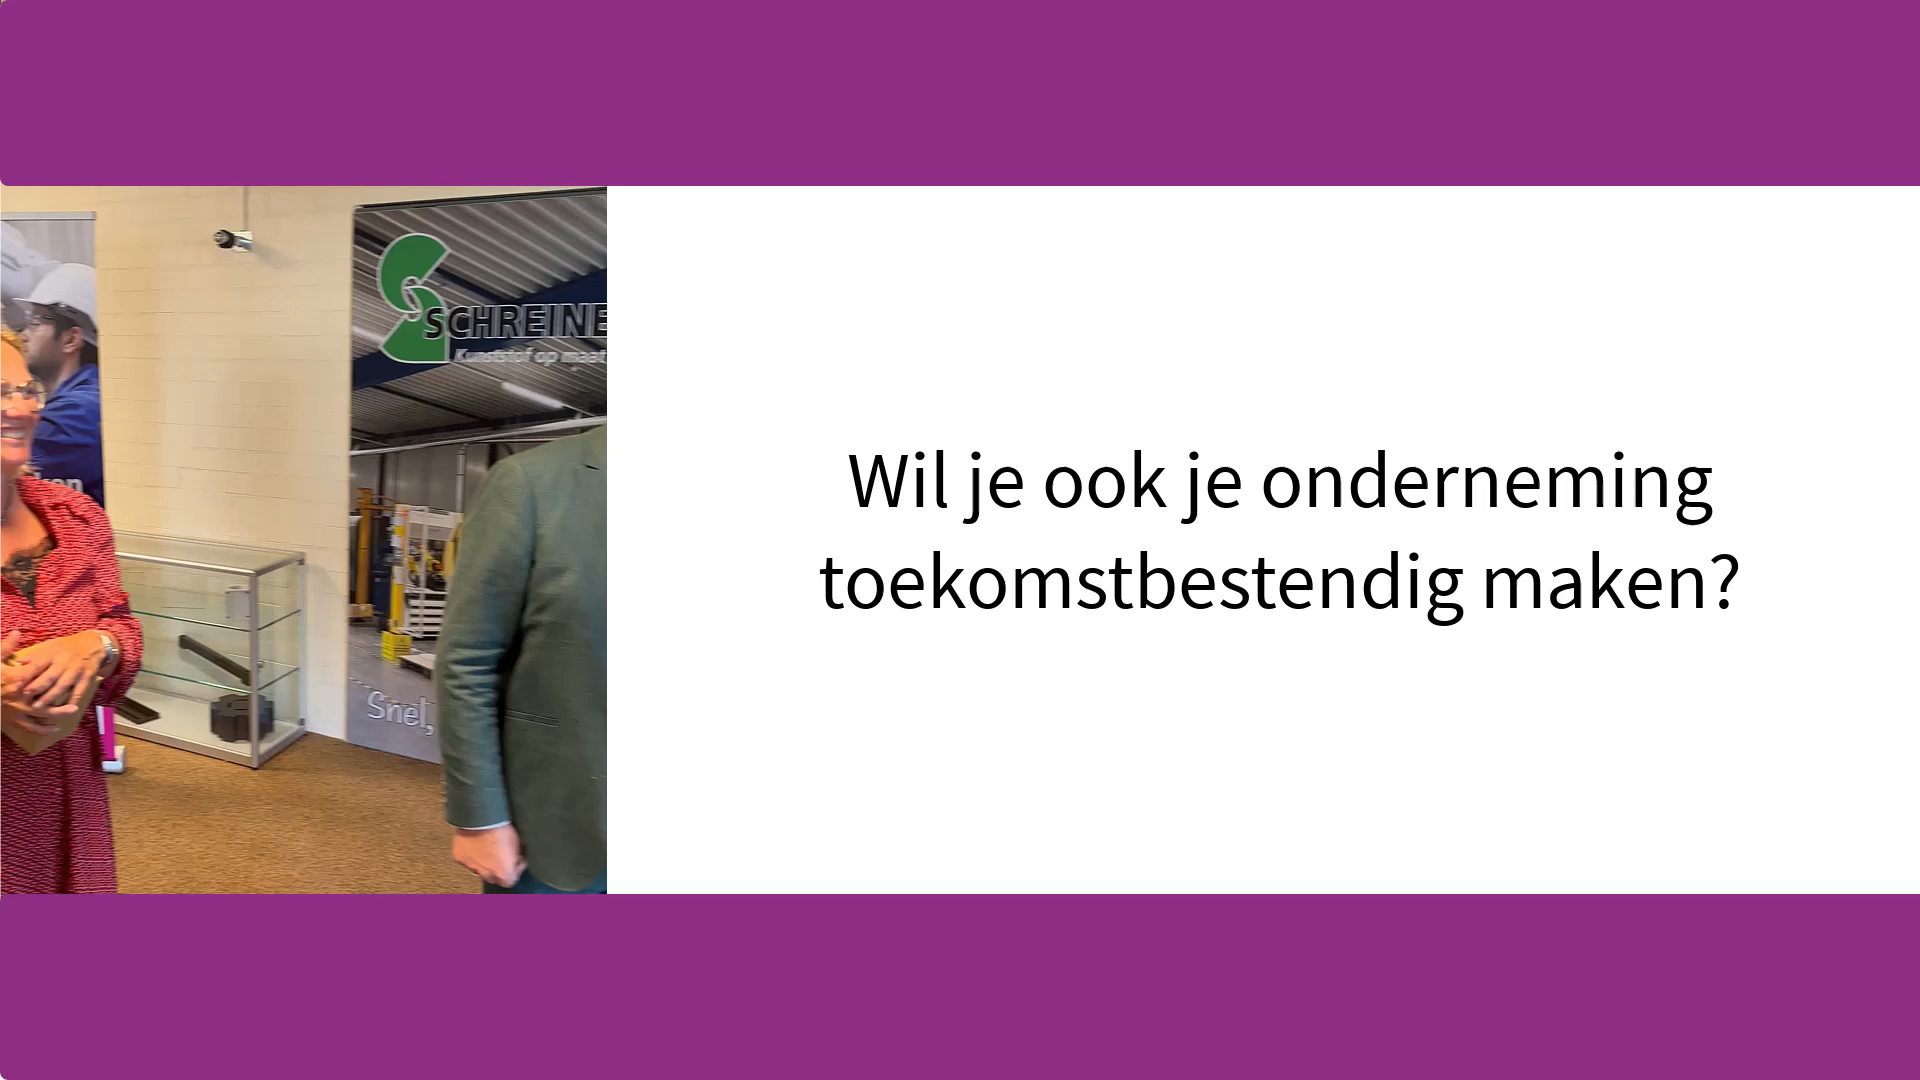 SCHREINE
Kunststof op maat
Snel,
Wil je ook je onderneming
toekomstbestendig maken?